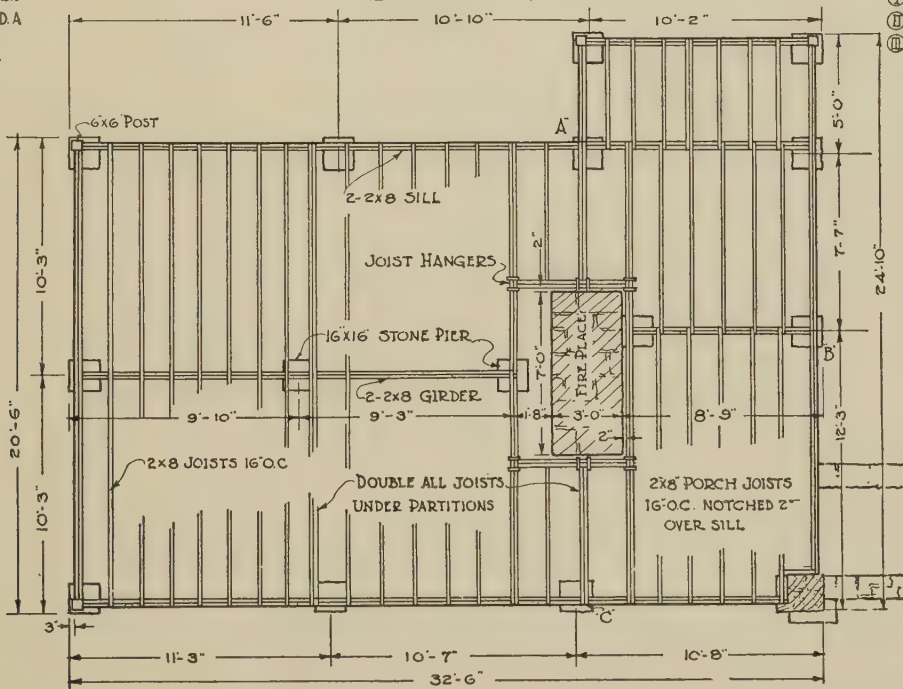 D.A
11'-6"
10'-10"
10'-2"
6"X6" POST
A
5'-0"
2-2X8 SILL
10'-3"
7'-7"
24'-10"
2"
JOIST HANGERS
16"X16" STONE PIER
7'-0"
FIRE PLACE
B
2-2X8 GIRDER
20'-6"
9'-10"
9'-3"
1'-8"
3'-0"
8'-9"
12'-3"
2"
10'-3"
2X8 JOISTS 16"O.C
DOUBLE ALL JOISTS
UNDER PARTITIONS
2X8" PORCH JOISTS
16"O.C. NOTCHED 2"
OVER SILL
C
3"
11'-3"
10'-7"
10'-8"
32'-6"